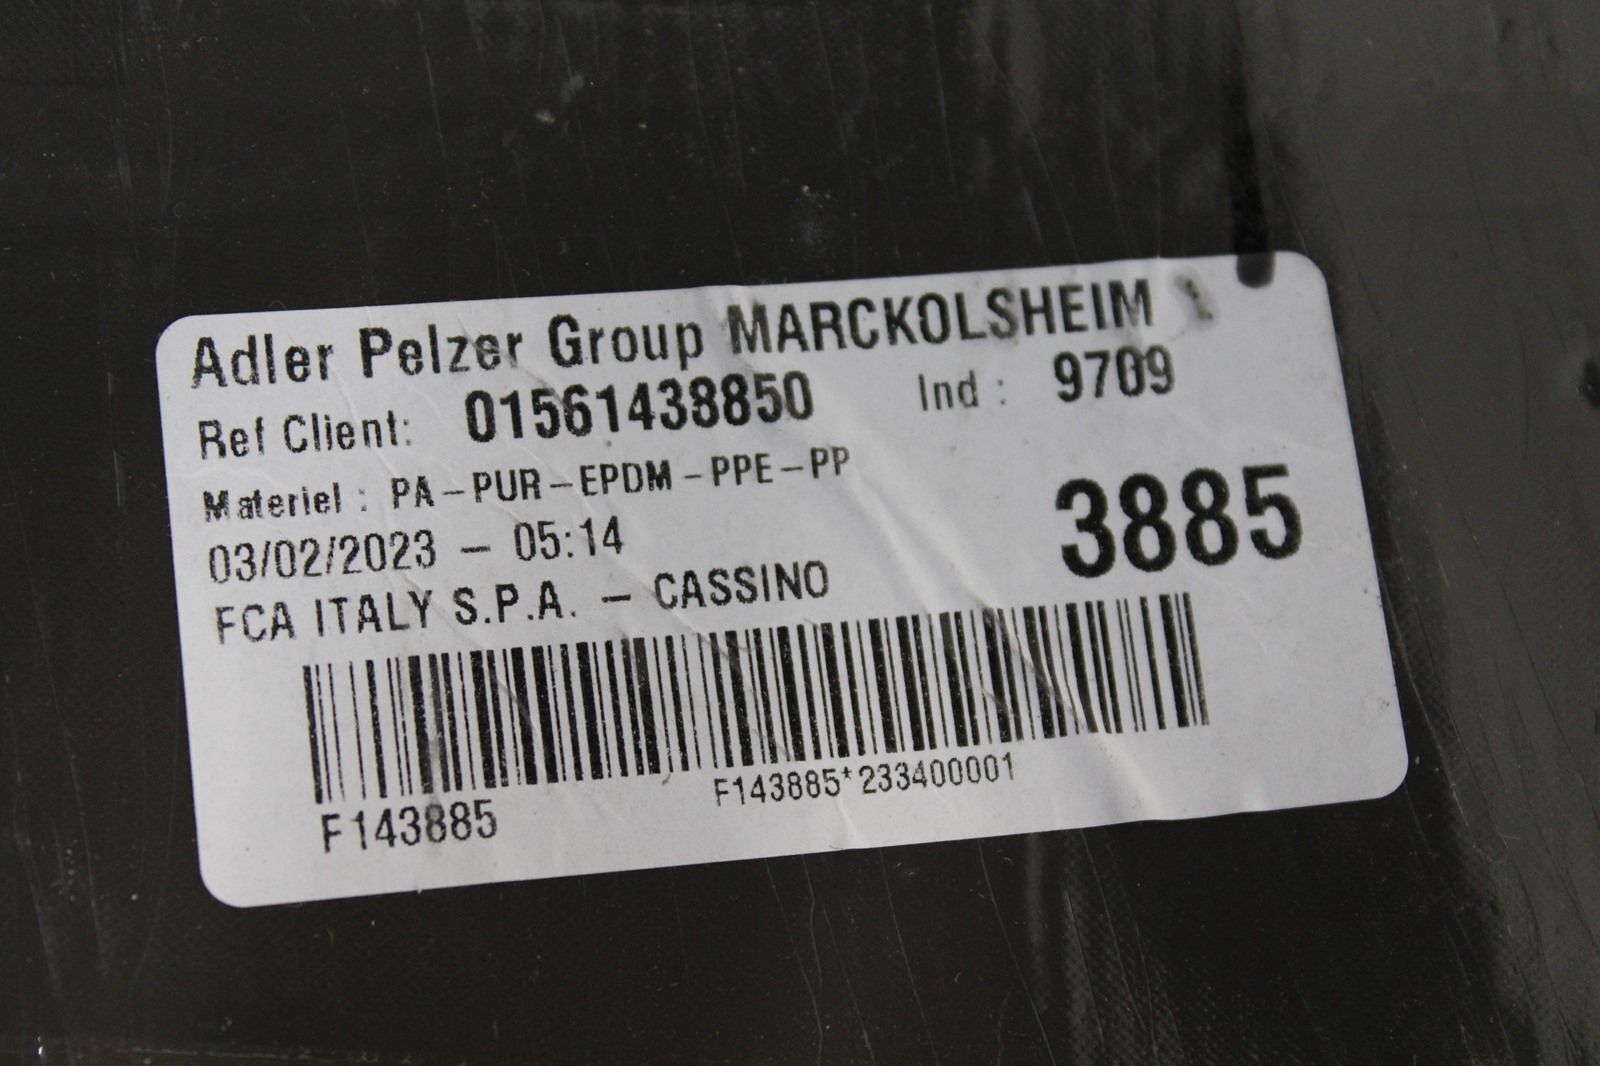 Adler Pelzer Group MARCKOLSHEIM
Ref Client: 01561438850 Ind : 9709
Materiel : PA-PUR-EPDM-PPE-PP
03/02/2023 - 05:14
3885
FCA ITALY S.P.A. - CASSINO
F143885*233400001
F143885